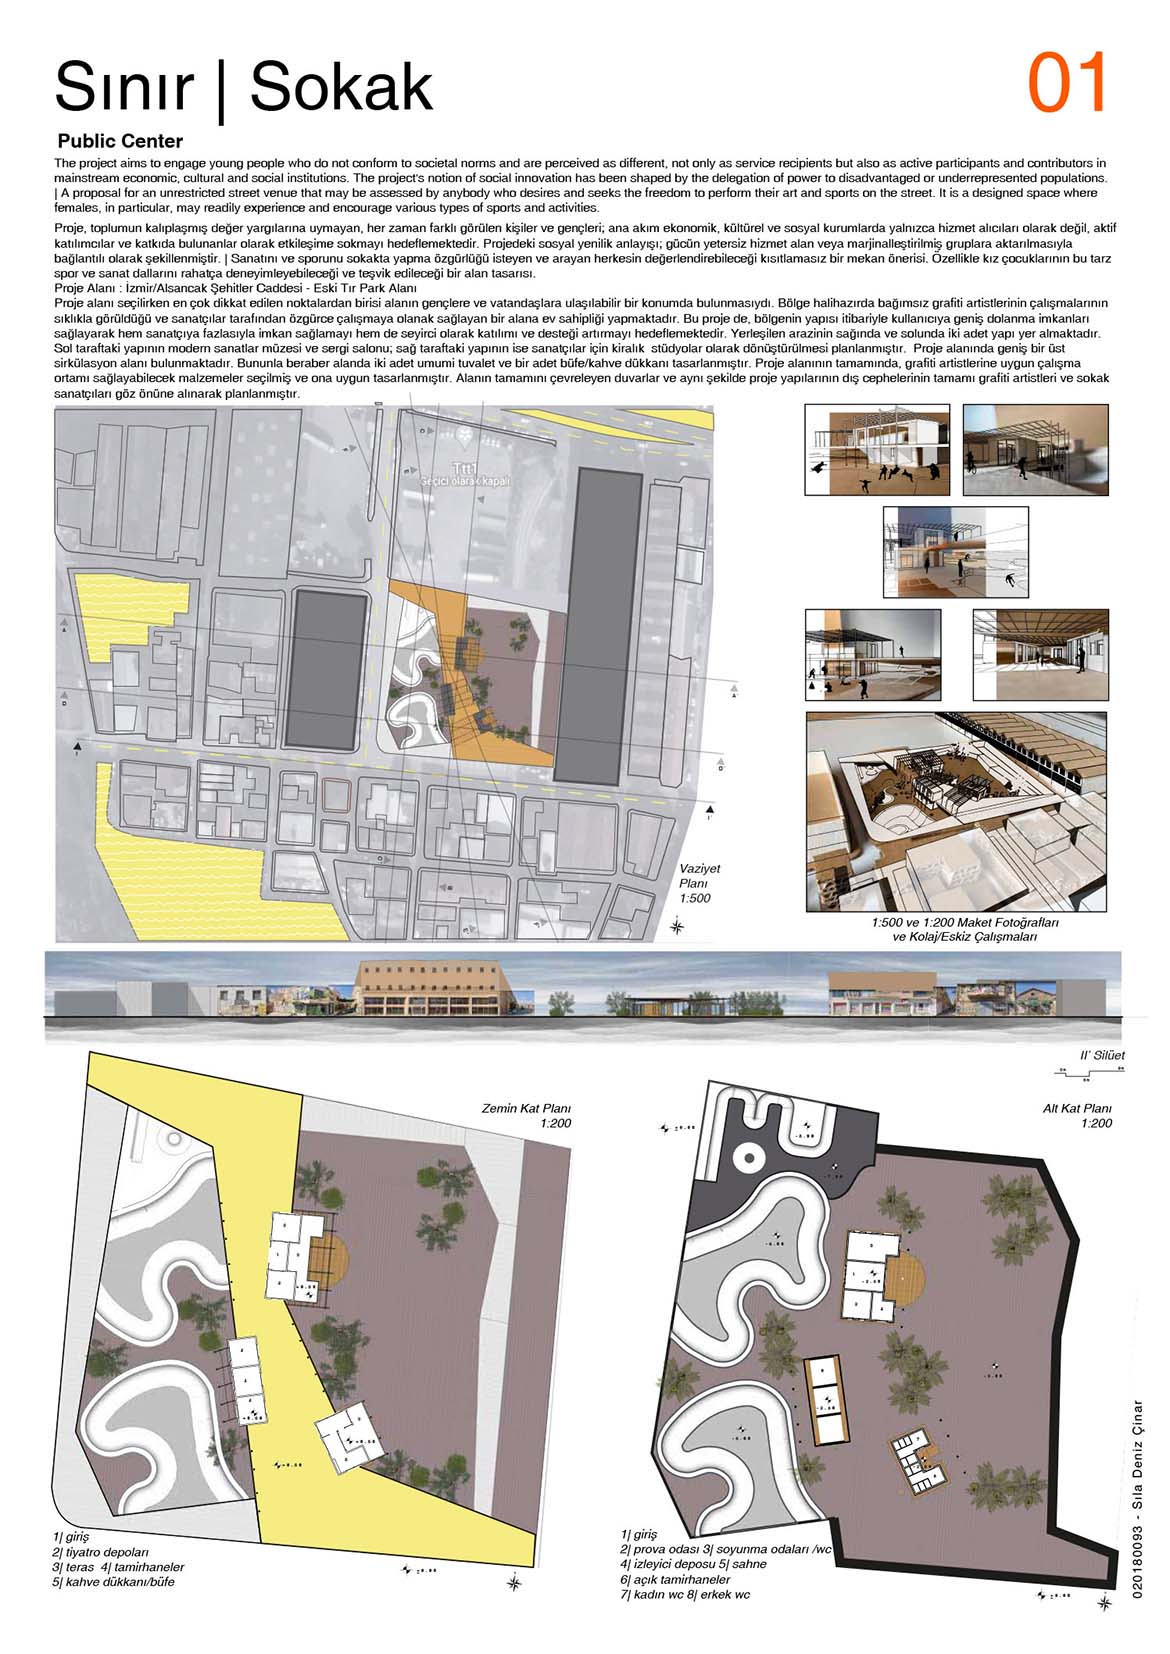 Sınır | Sokak
01
Public Center
The project aims to engage young people who do not conform to societal norms and are perceived as different, not only as service recipients but also as active participants and contributors in
mainstream economic, cultural and social institutions. The project's notion of social innovation has been shaped by the delegation of power to disadvantaged or underrepresented populations.
| A proposal for an unrestricted street venue that may be assessed by anybody who desires and seeks the freedom to perform their art and sports on the street. It is a designed space where
females, in particular, may readily experience and encourage various types of sports and activities.
Proje, toplumun kalıplaşmış değer yargılarına uymayan, her zaman farklı görülen kişiler ve gençleri; ana akım ekonomik, kültürel ve sosyal kurumlarda yalnızca hizmet alıcıları olarak değil, aktif
katılımcılar ve katkıda bulunanlar olarak etkileşime sokmayı hedeflemektedir. Projedeki sosyal yenilik anlayışı; gücün yetersiz hizmet alan veya marjinalleştirilmiş gruplara aktarılmasıyla
bağlantılı olarak şekillenmiştir. | Sanatını ve sporunu sokakta yapma özgürlüğü isteyen ve arayan herkesin değerlendirebileceği kısıtlamasız bir mekan önerisi. Özellikle kız çocuklarının bu tarz
spor ve sanat dallarını rahatça deneyimleyebileceği ve teşvik edileceği bir alan tasarısı.
Proje Alanı : İzmir/Alsancak Şehitler Caddesi - Eski Tır Park Alanı
Proje alanı seçilirken en çok dikkat edilen noktalardan birisi alanın gençlere ve vatandaşlara ulaşılabilir bir konumda bulunmasıydı. Bölge halihazırda bağımsız grafiti artistlerinin çalışmalarının
sıklıkla görüldüğü ve sanatçılar tarafından özgürce çalışmaya olanak sağlayan bir alana ev sahipliği yapmaktadır. Bu proje de, bölgenin yapısı itibariyle kullanıcıya geniş dolanma imkanları
sağlayarak hem sanatçıya fazlasıyla imkan sağlamayı hem de seyirci olarak katılımı ve desteği artırmayı hedeflemektedir. Yerleşilen arazinin sağında ve solunda iki adet yapı yer almaktadır.
Sol taraftaki yapının modern sanatlar müzesi ve sergi salonu; sağ taraftaki yapının ise sanatçılar için kiralık stüdyolar olarak dönüştürülmesi planlanmıştır. Proje alanında geniş bir üst
sirkülasyon alanı bulunmaktadır. Bununla beraber alanda iki adet umumi tuvalet ve bir adet büfe/kahve dükkanı tasarlanmıştır. Proje alanının tamamında, grafiti artistlerine uygun çalışma
ortamı sağlayabilecek malzemeler seçilmiş ve ona uygun tasarlanmıştır. Alanın tamamını çevreleyen duvarlar ve aynı şekilde proje yapılarının dış cephelerinin tamamı grafiti artistleri ve sokak
sanatçıları göz önüne alınarak planlanmıştır.
Ttt1
Geçici olarak kapalı
Vaziyet
Planı
1:500
1:500 ve 1:200 Maket Fotoğrafları
ve Kolaj/Eskiz Çalışmaları
II' Silüet
Zemin Kat Planı
1:200
Alt Kat Planı
1:200
1| giriş
2| tiyatro depoları
3| teras 4| tamirhaneler
5| kahve dükkanı/büfe
1| giriş
2| prova odası 3| soyunma odaları /wc
4| izleyici deposu 5| sahne
6| açık tamirhaneler
7| kadın wc 8| erkek wc
020180093 - Sıla Deniz Çınar